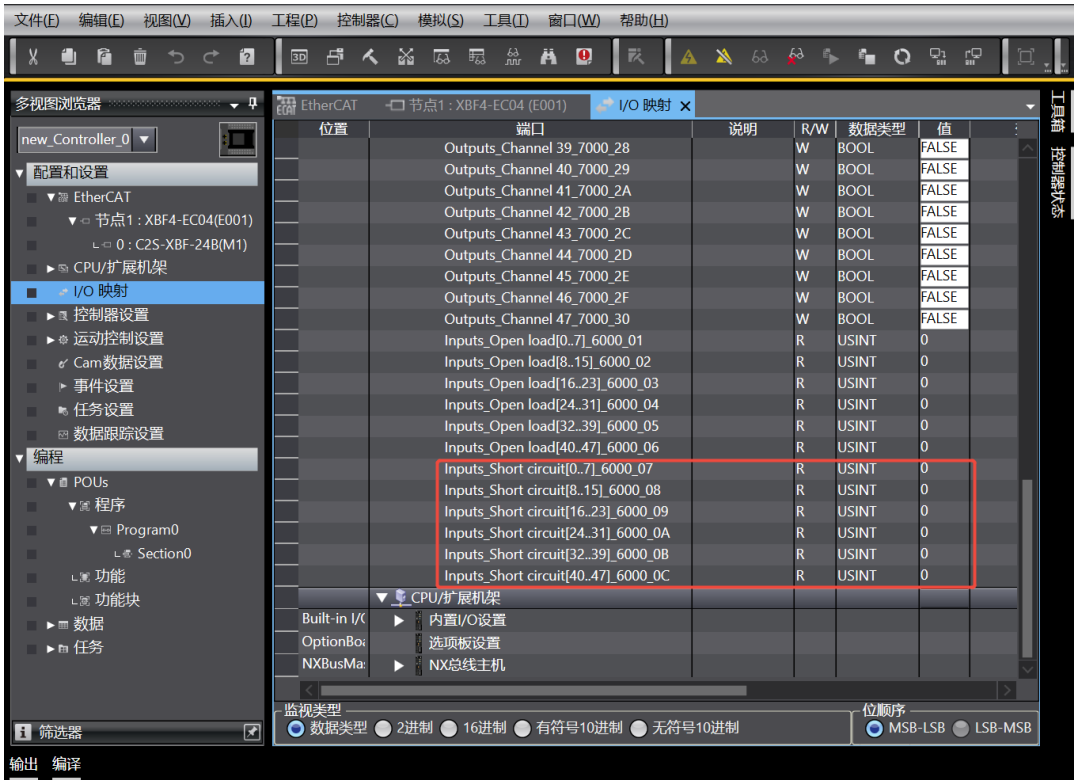 文件(F) 编辑(E) 视图(V) 插入(I) 工程(P) 控制器(C) 模拟(S) 工具(T) 窗口(W) 帮助(H)
多视图浏览器
new_Controller_0
配置和设置
EtherCAT
节点1 : XBF4-EC04(E001)
0 : C2S-XBF-24B(M1)
CPU/扩展机架
I/O 映射
控制器设置
运动控制设置
Cam数据设置
事件设置
任务设置
数据跟踪设置
编程
POUs
程序
Program0
Section0
功能
功能块
数据
任务
筛选器
EtherCAT 节点1 : XBF4-EC04 (E001) I/O 映射
位置 端口 说明 R/W 数据类型 值
Outputs_Channel 39_7000_28 W BOOL FALSE
Outputs_Channel 40_7000_29 W BOOL FALSE
Outputs_Channel 41_7000_2A W BOOL FALSE
Outputs_Channel 42_7000_2B W BOOL FALSE
Outputs_Channel 43_7000_2C W BOOL FALSE
Outputs_Channel 44_7000_2D W BOOL FALSE
Outputs_Channel 45_7000_2E W BOOL FALSE
Outputs_Channel 46_7000_2F W BOOL FALSE
Outputs_Channel 47_7000_30 W BOOL FALSE
Inputs_Open load[0..7]_6000_01 R USINT 0
Inputs_Open load[8..15]_6000_02 R USINT 0
Inputs_Open load[16..23]_6000_03 R USINT 0
Inputs_Open load[24..31]_6000_04 R USINT 0
Inputs_Open load[32..39]_6000_05 R USINT 0
Inputs_Open load[40..47]_6000_06 R USINT 0
Inputs_Short circuit[0..7]_6000_07 R USINT 0
Inputs_Short circuit[8..15]_6000_08 R USINT 0
Inputs_Short circuit[16..23]_6000_09 R USINT 0
Inputs_Short circuit[24..31]_6000_0A R USINT 0
Inputs_Short circuit[32..39]_6000_0B R USINT 0
Inputs_Short circuit[40..47]_6000_0C R USINT 0
CPU/扩展机架
Built-in I/ 内置I/O设置
OptionBo 选项板设置
NXBusMa NX总线主机
监视类型
数据类型 2进制 16进制 有符号10进制 无符号10进制
位顺序
MSB-LSB LSB-MSB
工具箱
控制器状态
输出 编译